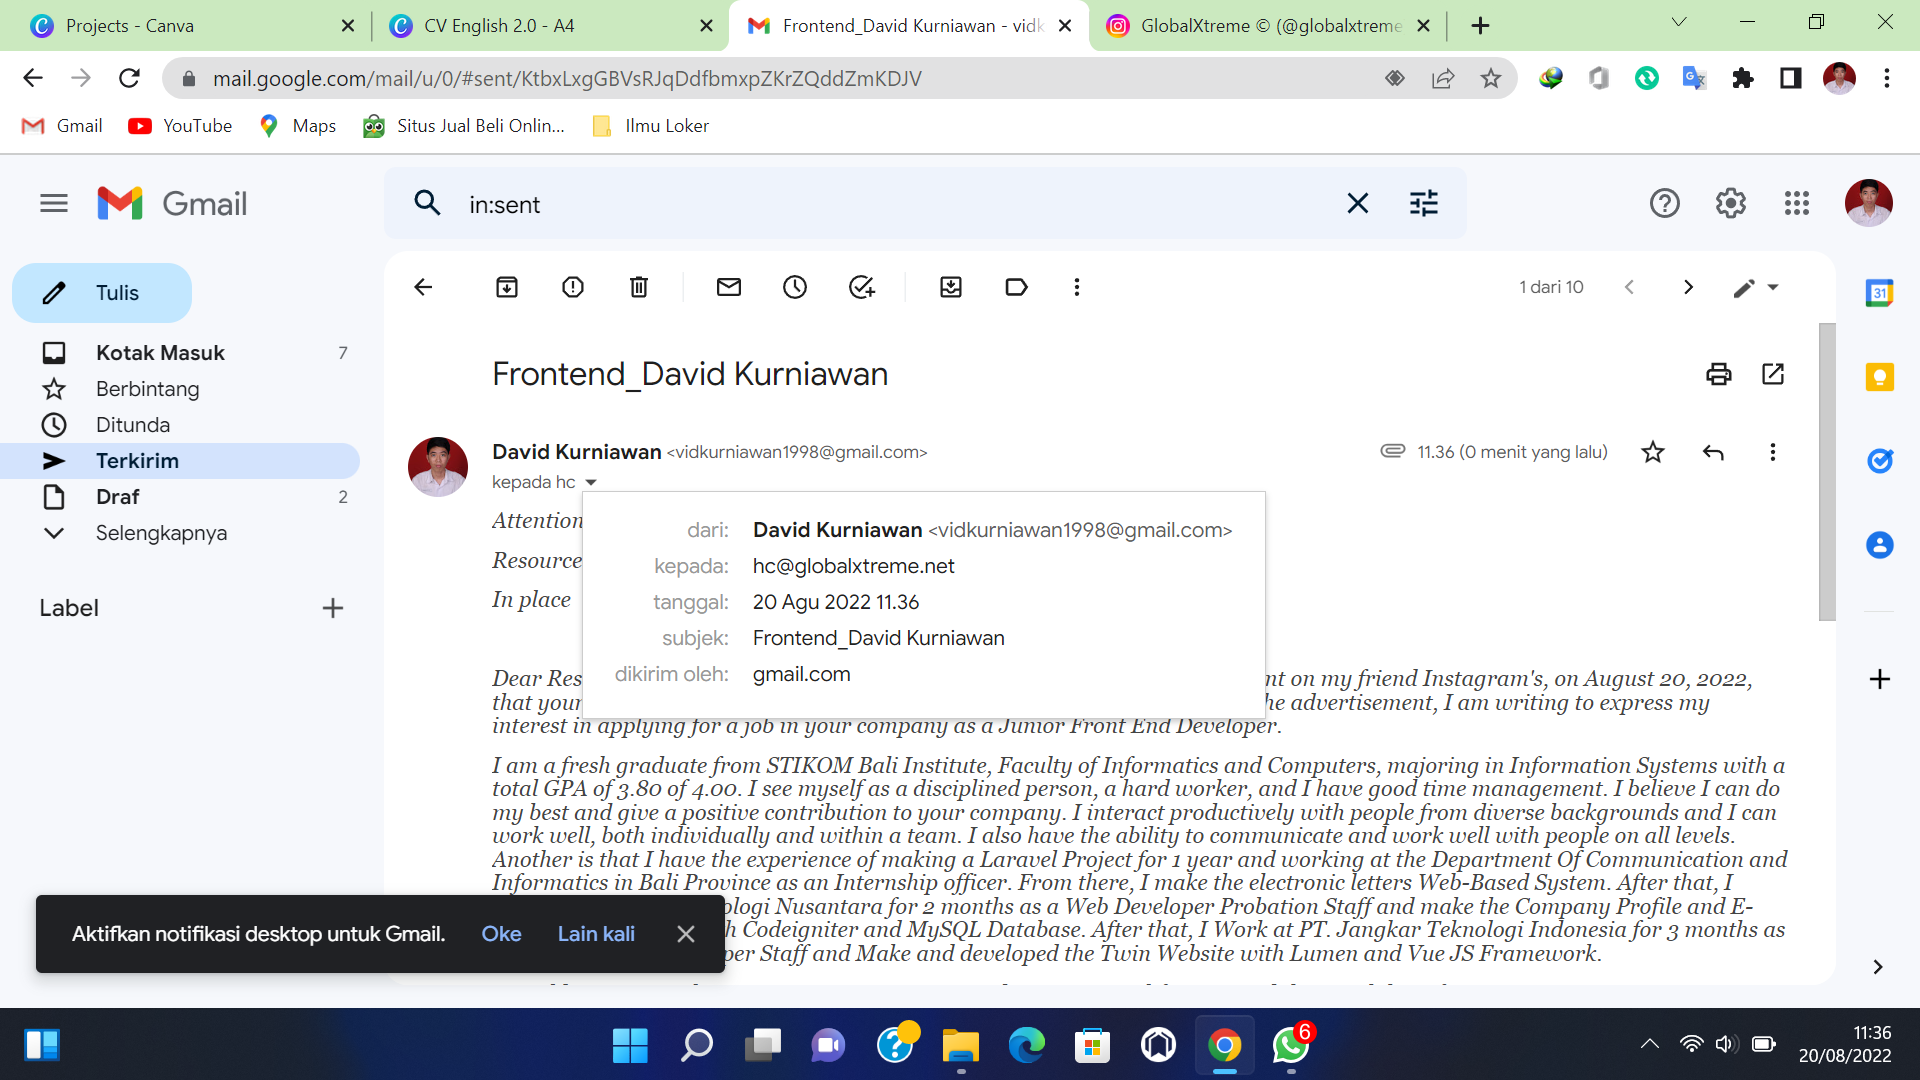 Projects - Canva
CV English 2.0 - A4
Frontend_David Kurniawan - vidk
GlobalXtreme © (@globalxtreme
mail.google.com/mail/u/0/#sent/KtbxLxgGBVsRJqDdfbmxpZKrZQddZmKDJV
Gmail
YouTube
Maps
Situs Jual Beli Onlin...
Ilmu Loker
Gmail
in:sent
Tulis
1 dari 10
Kotak Masuk 7
Berbintang
Ditunda
Terkirim
Draf 2
Selengkapnya
Label
31
Frontend_David Kurniawan
David Kurniawan <vidkurniawan1998@gmail.com>
11.36 (0 menit yang lalu)
kepada hc
Attention
Resource
In place
dari: David Kurniawan <vidkurniawan1998@gmail.com>
kepada: hc@globalxtreme.net
tanggal: 20 Agu 2022 11.36
subjek: Frontend_David Kurniawan
dikirim oleh: gmail.com
Dear Res nt on my friend Instagram's, on August 20, 2022,
that your he advertisement, I am writing to express my
interest in applying for a job in your company as a Junior Front End Developer.
I am a fresh graduate from STIKOM Bali Institute, Faculty of Informatics and Computers, majoring in Information Systems with a
total GPA of 3.80 of 4.00. I see myself as a disciplined person, a hard worker, and I have good time management. I believe I can do
my best and give a positive contribution to your company. I interact productively with people from diverse backgrounds and I can
work well, both individually and within a team. I also have the ability to communicate and work well with people on all levels.
Another is that I have the experience of making a Laravel Project for 1 year and working at the Department Of Communication and
Informatics in Bali Province as an Internship officer. From there, I make the electronic letters Web-Based System. After that, I
ologi Nusantara for 2 months as a Web Developer Probation Staff and make the Company Profile and E-
h Codeigniter and MySQL Database. After that, I Work at PT. Jangkar Teknologi Indonesia for 3 months as
per Staff and Make and developed the Twin Website with Lumen and Vue JS Framework.
Aktifkan notifikasi desktop untuk Gmail. Oke Lain kali
6
11:36
20/08/2022